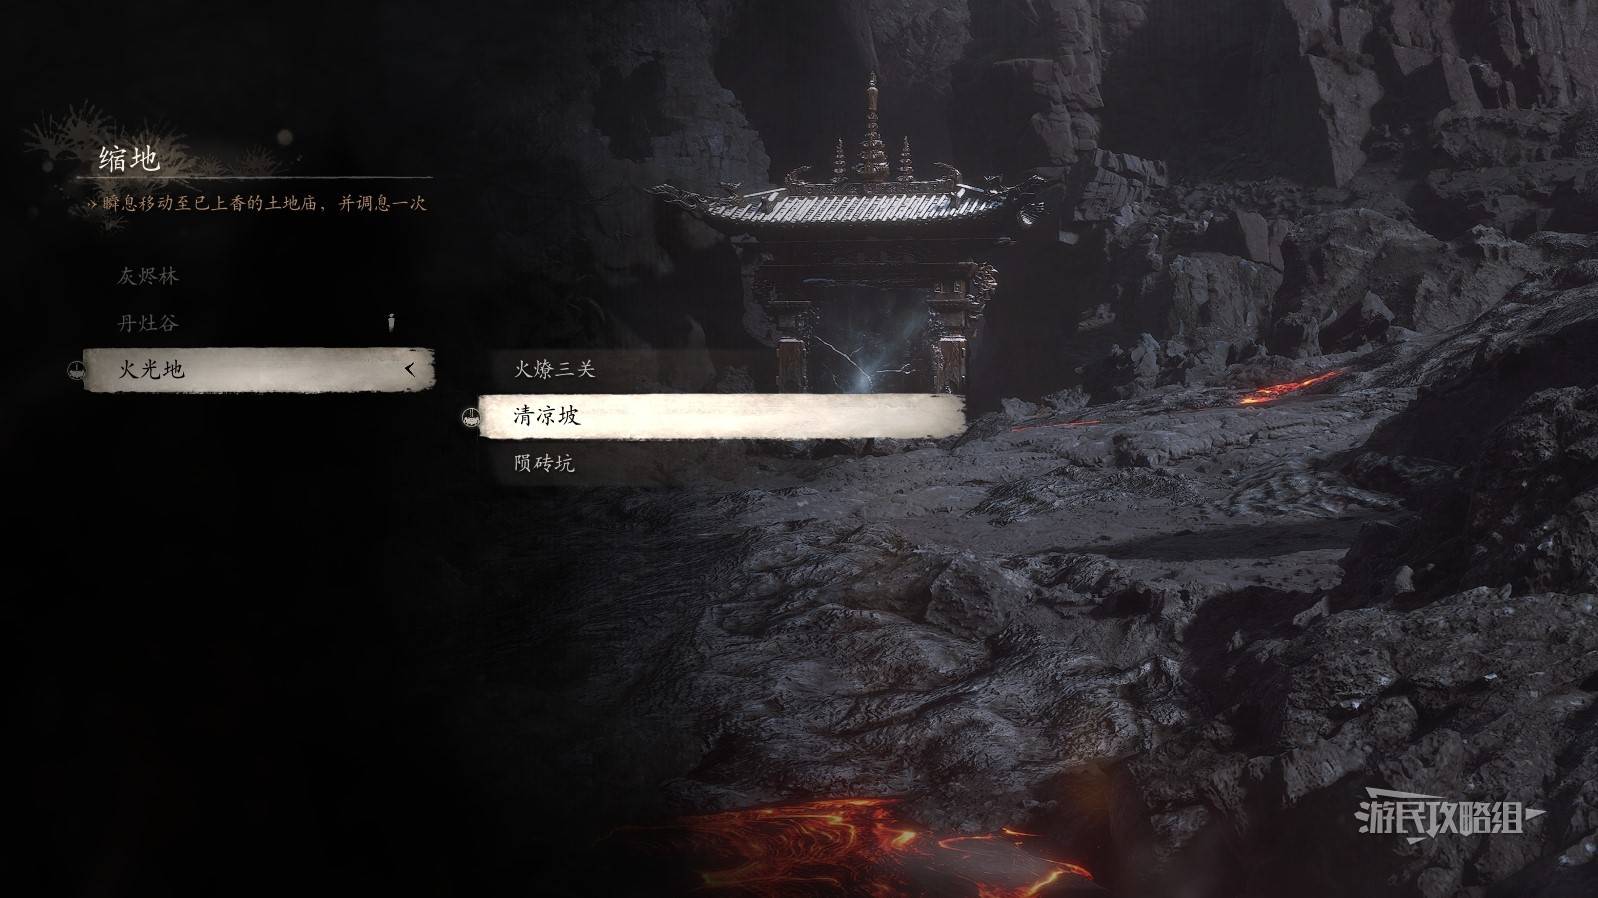 缩地
瞬息移动至已上香的土地庙，并调息一次
灰烬林
丹灶谷
火光地
火燎三关
清凉坡
陨砖坑
游民攻略组